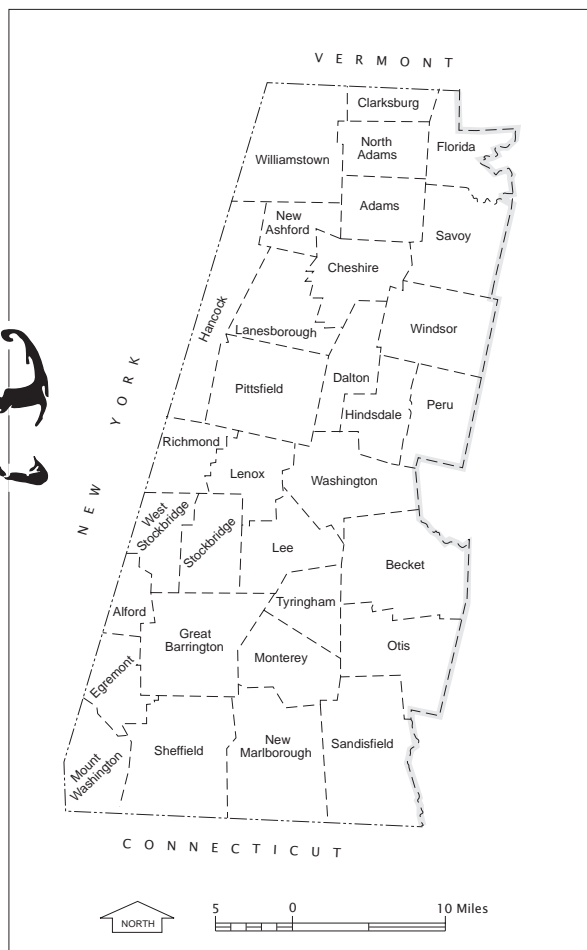 VERMONT
Clarksburg
North
Adams
Florida
Williamstown
Adams
New
Ashford
Savoy
Cheshire
Hancock
Lanesborough
Windsor
Dalton
Pittsfield
Peru
Hindsdale
NEW YORK
Richmond
Lenox
Washington
West
Stockbridge
Stockbridge
Lee
Becket
Tyringham
Alford
Great
Barrington
Otis
Monterey
Egremont
Mount
Washington
Sheffield
New
Marlborough
Sandisfield
CONNECTICUT
NORTH
5 0 10 Miles